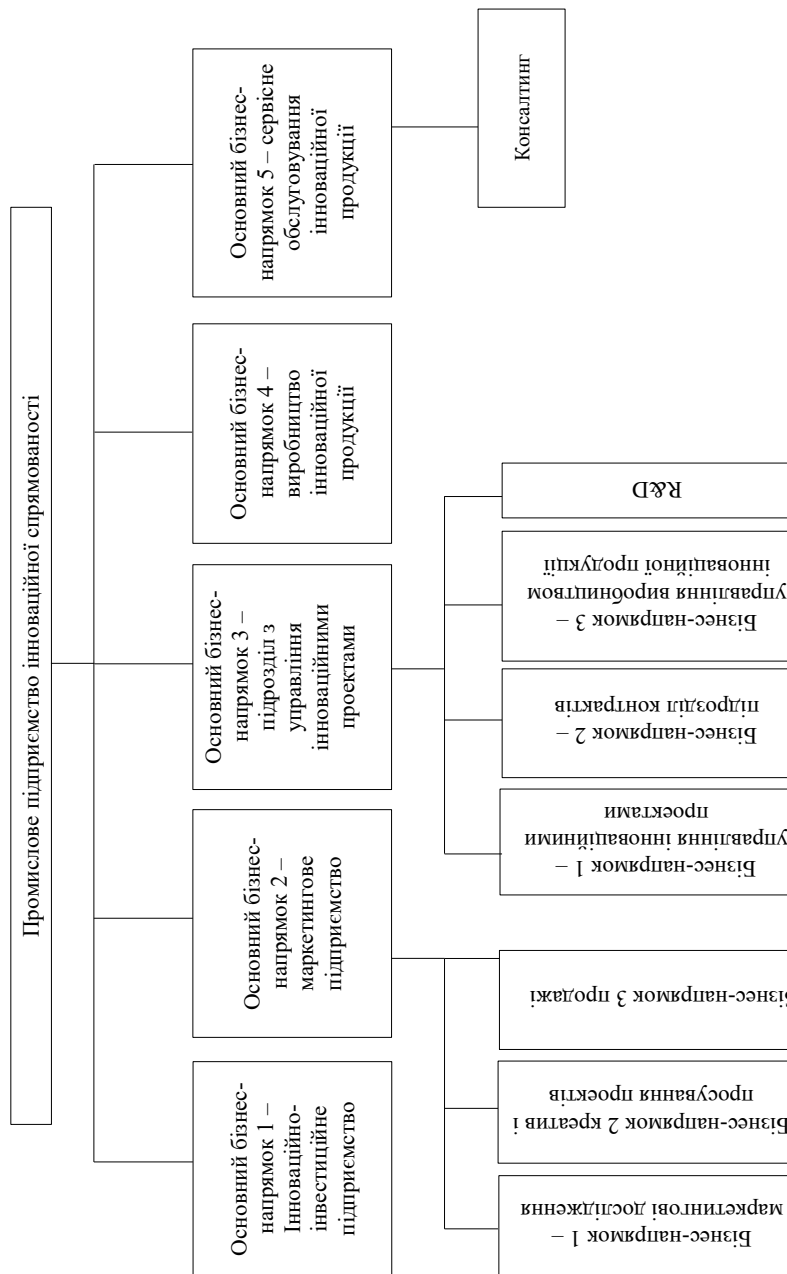 Промислове підприємство інноваційної спрямованості
Основний бізнес-
напрямок 1 –
Інноваційно-
інвестиційне
підприємство
Основний бізнес-
напрямок 2 –
маркетингове
підприємство
Основний бізнес-
напрямок 3 –
підрозділ з
управління
інноваційними
проектами
Основний бізнес-
напрямок 4 –
виробництво
інноваційної
продукції
Основний бізнес-
напрямок 5 – сервісне
обслуговування
інноваційної
продукції
Бізнес-напрямок 1 –
маркетингові дослідження
Бізнес-напрямок 2 креатив і
просування проектів
Бізнес-напрямок 3 продажі
Бізнес-напрямок 1 –
управління інноваційними
проектами
Бізнес-напрямок 2 –
підрозділ контрактів
Бізнес-напрямок 3 –
управління виробництвом
інноваційної продукції
R&D
Консалтинг